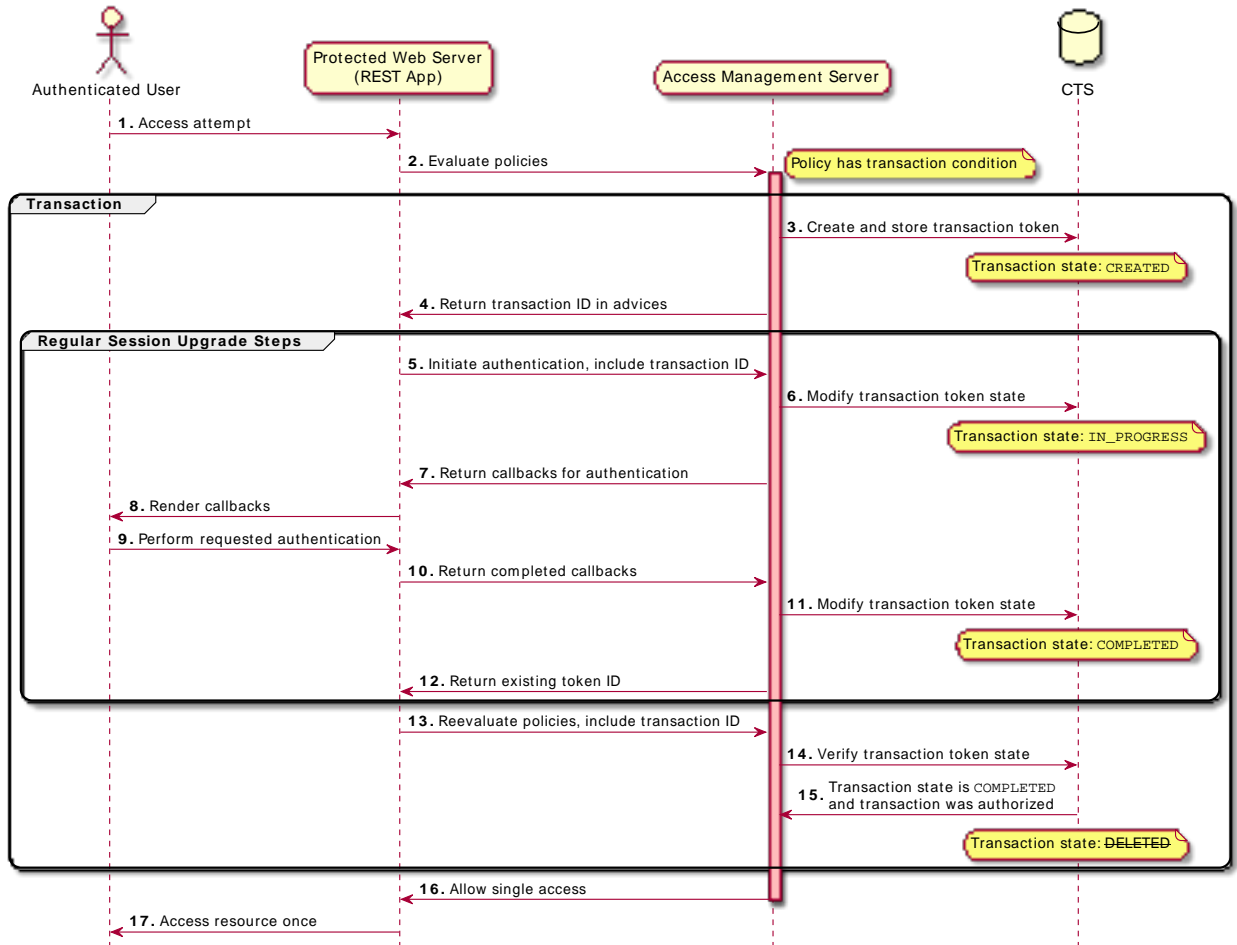 Authenticated User
Protected Web Server
(REST App)
Access Management Server
CTS
1. Access attempt
2. Evaluate policies
Policy has transaction condition
Transaction
3. Create and store transaction token
Transaction state: CREATED
4. Return transaction ID in advices
Regular Session Upgrade Steps
5. Initiate authentication, include transaction ID
6. Modify transaction token state
Transaction state: IN_PROGRESS
7. Return callbacks for authentication
8. Render callbacks
9. Perform requested authentication
10. Return completed callbacks
11. Modify transaction token state
Transaction state: COMPLETED
12. Return existing token ID
13. Reevaluate policies, include transaction ID
14. Verify transaction token state
15. Transaction state is COMPLETED
and transaction was authorized
Transaction state: DELETED
16. Allow single access
17. Access resource once